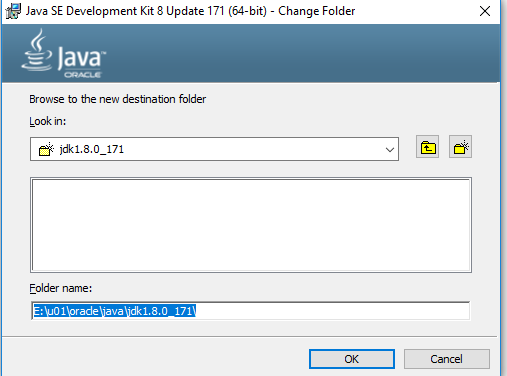 Java SE Development Kit 8 Update 171 (64-bit) - Change Folder
Java™
ORACLE
Browse to the new destination folder
Look in:
jdk1.8.0_171
Folder name:
E:\u01\oracle\java\jdk1.8.0_171\
OK
Cancel